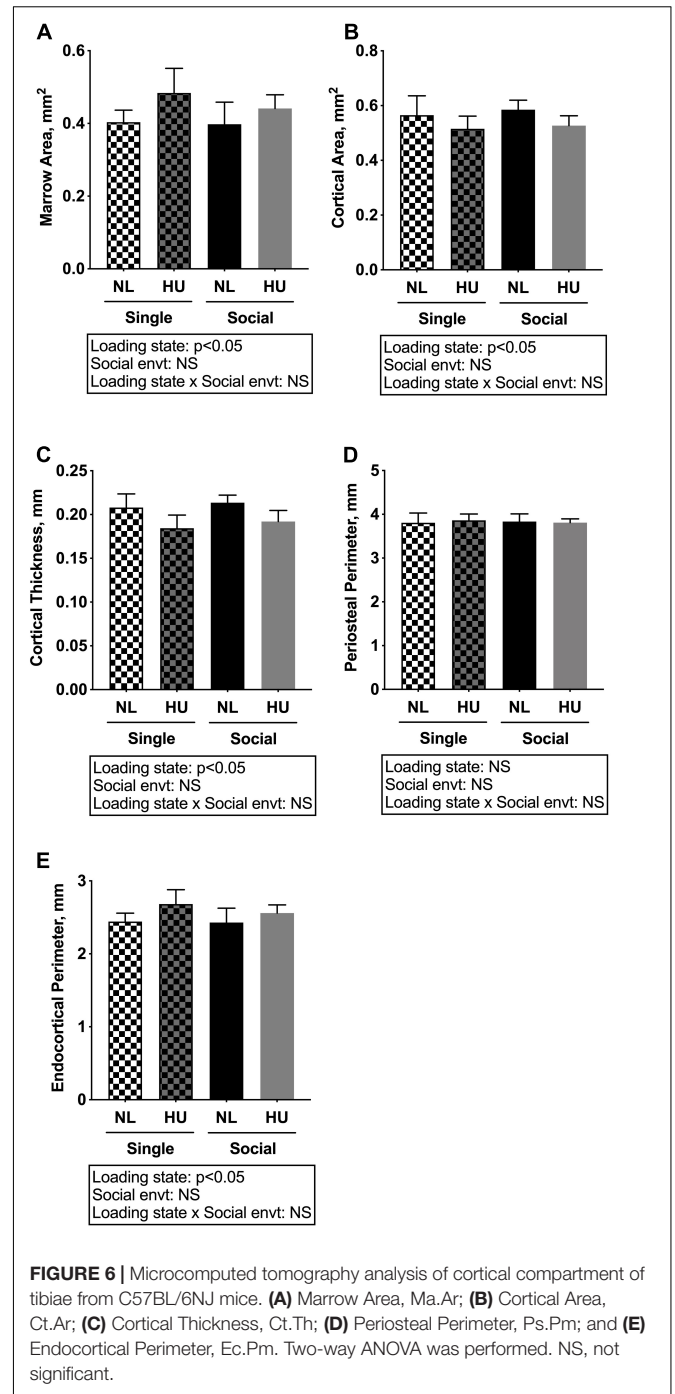 A
Marrow Area, mm²
0.6
0.4
0.2
0.0
NL HU NL HU
Single Social
Loading state: p<0.05
Social envt: NS
Loading state x Social envt: NS
B
Cortical Area, mm²
0.8
0.6
0.4
0.2
0.0
NL HU NL HU
Single Social
Loading state: p<0.05
Social envt: NS
Loading state x Social envt: NS
C
Cortical Thickness, mm
0.25
0.20
0.15
0.10
0.05
0.00
NL HU NL HU
Single Social
Loading state: p<0.05
Social envt: NS
Loading state x Social envt: NS
D
Periosteal Perimeter, mm
5
4
3
2
1
0
NL HU NL HU
Single Social
Loading state: NS
Social envt: NS
Loading state x Social envt: NS
E
Endocortical Perimeter, mm
3
2
1
0
NL HU NL HU
Single Social
Loading state: p<0.05
Social envt: NS
Loading state x Social envt: NS
FIGURE 6 | Microcomputed tomography analysis of cortical compartment of
tibiae from C57BL/6NJ mice. (A) Marrow Area, Ma.Ar; (B) Cortical Area,
Ct.Ar; (C) Cortical Thickness, Ct.Th; (D) Periosteal Perimeter, Ps.Pm; and (E)
Endocortical Perimeter, Ec.Pm. Two-way ANOVA was performed. NS, not
significant.